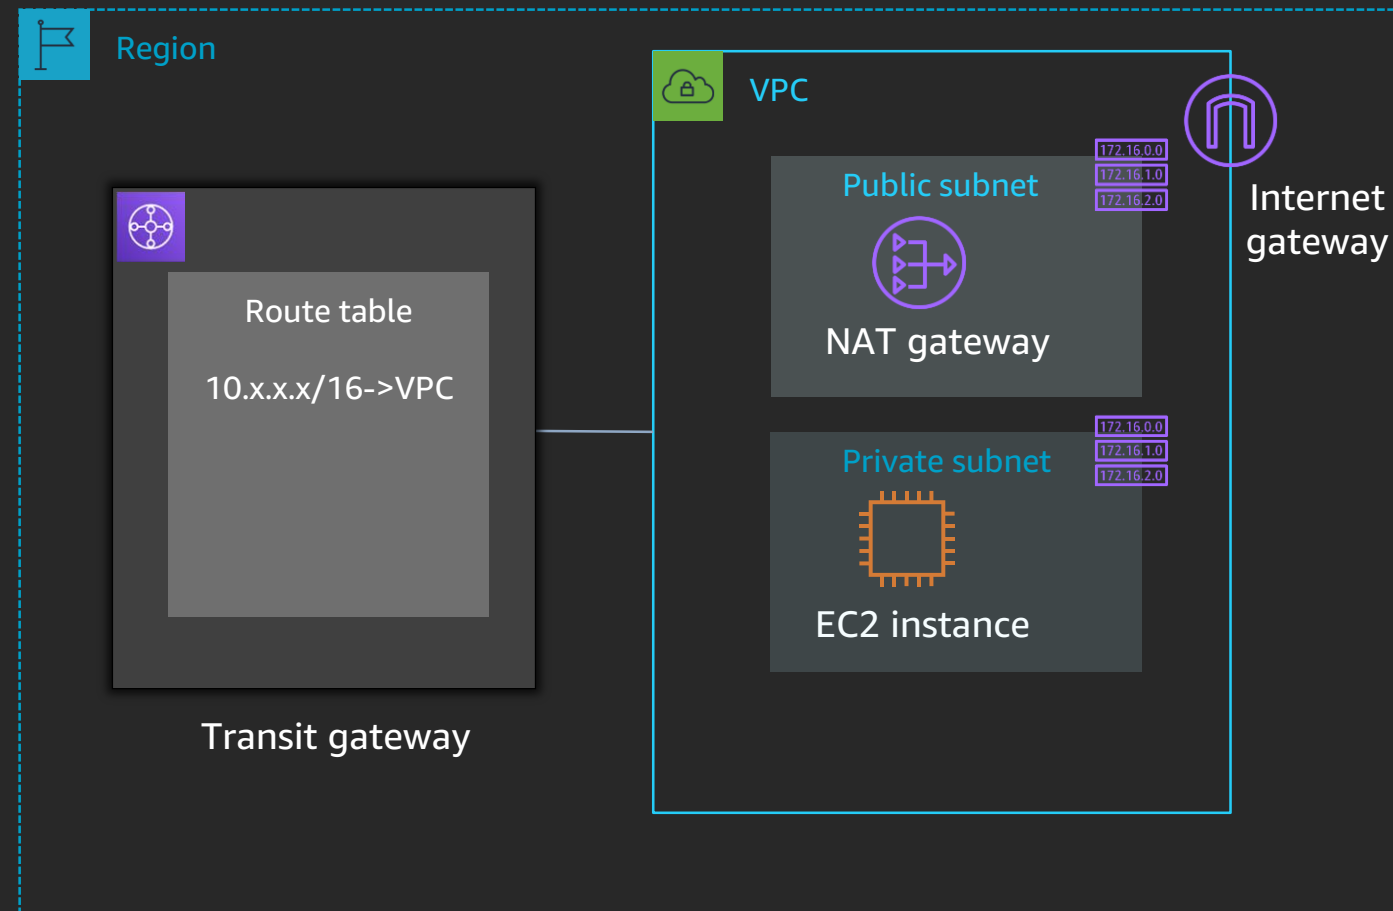 Region
VPC
172.16.0.0
172.16.1.0
172.16.2.0
Public subnet
Internet
gateway
NAT gateway
Route table
10.x.x.x/16->VPC
172.16.0.0
172.16.1.0
172.16.2.0
Private subnet
EC2 instance
Transit gateway